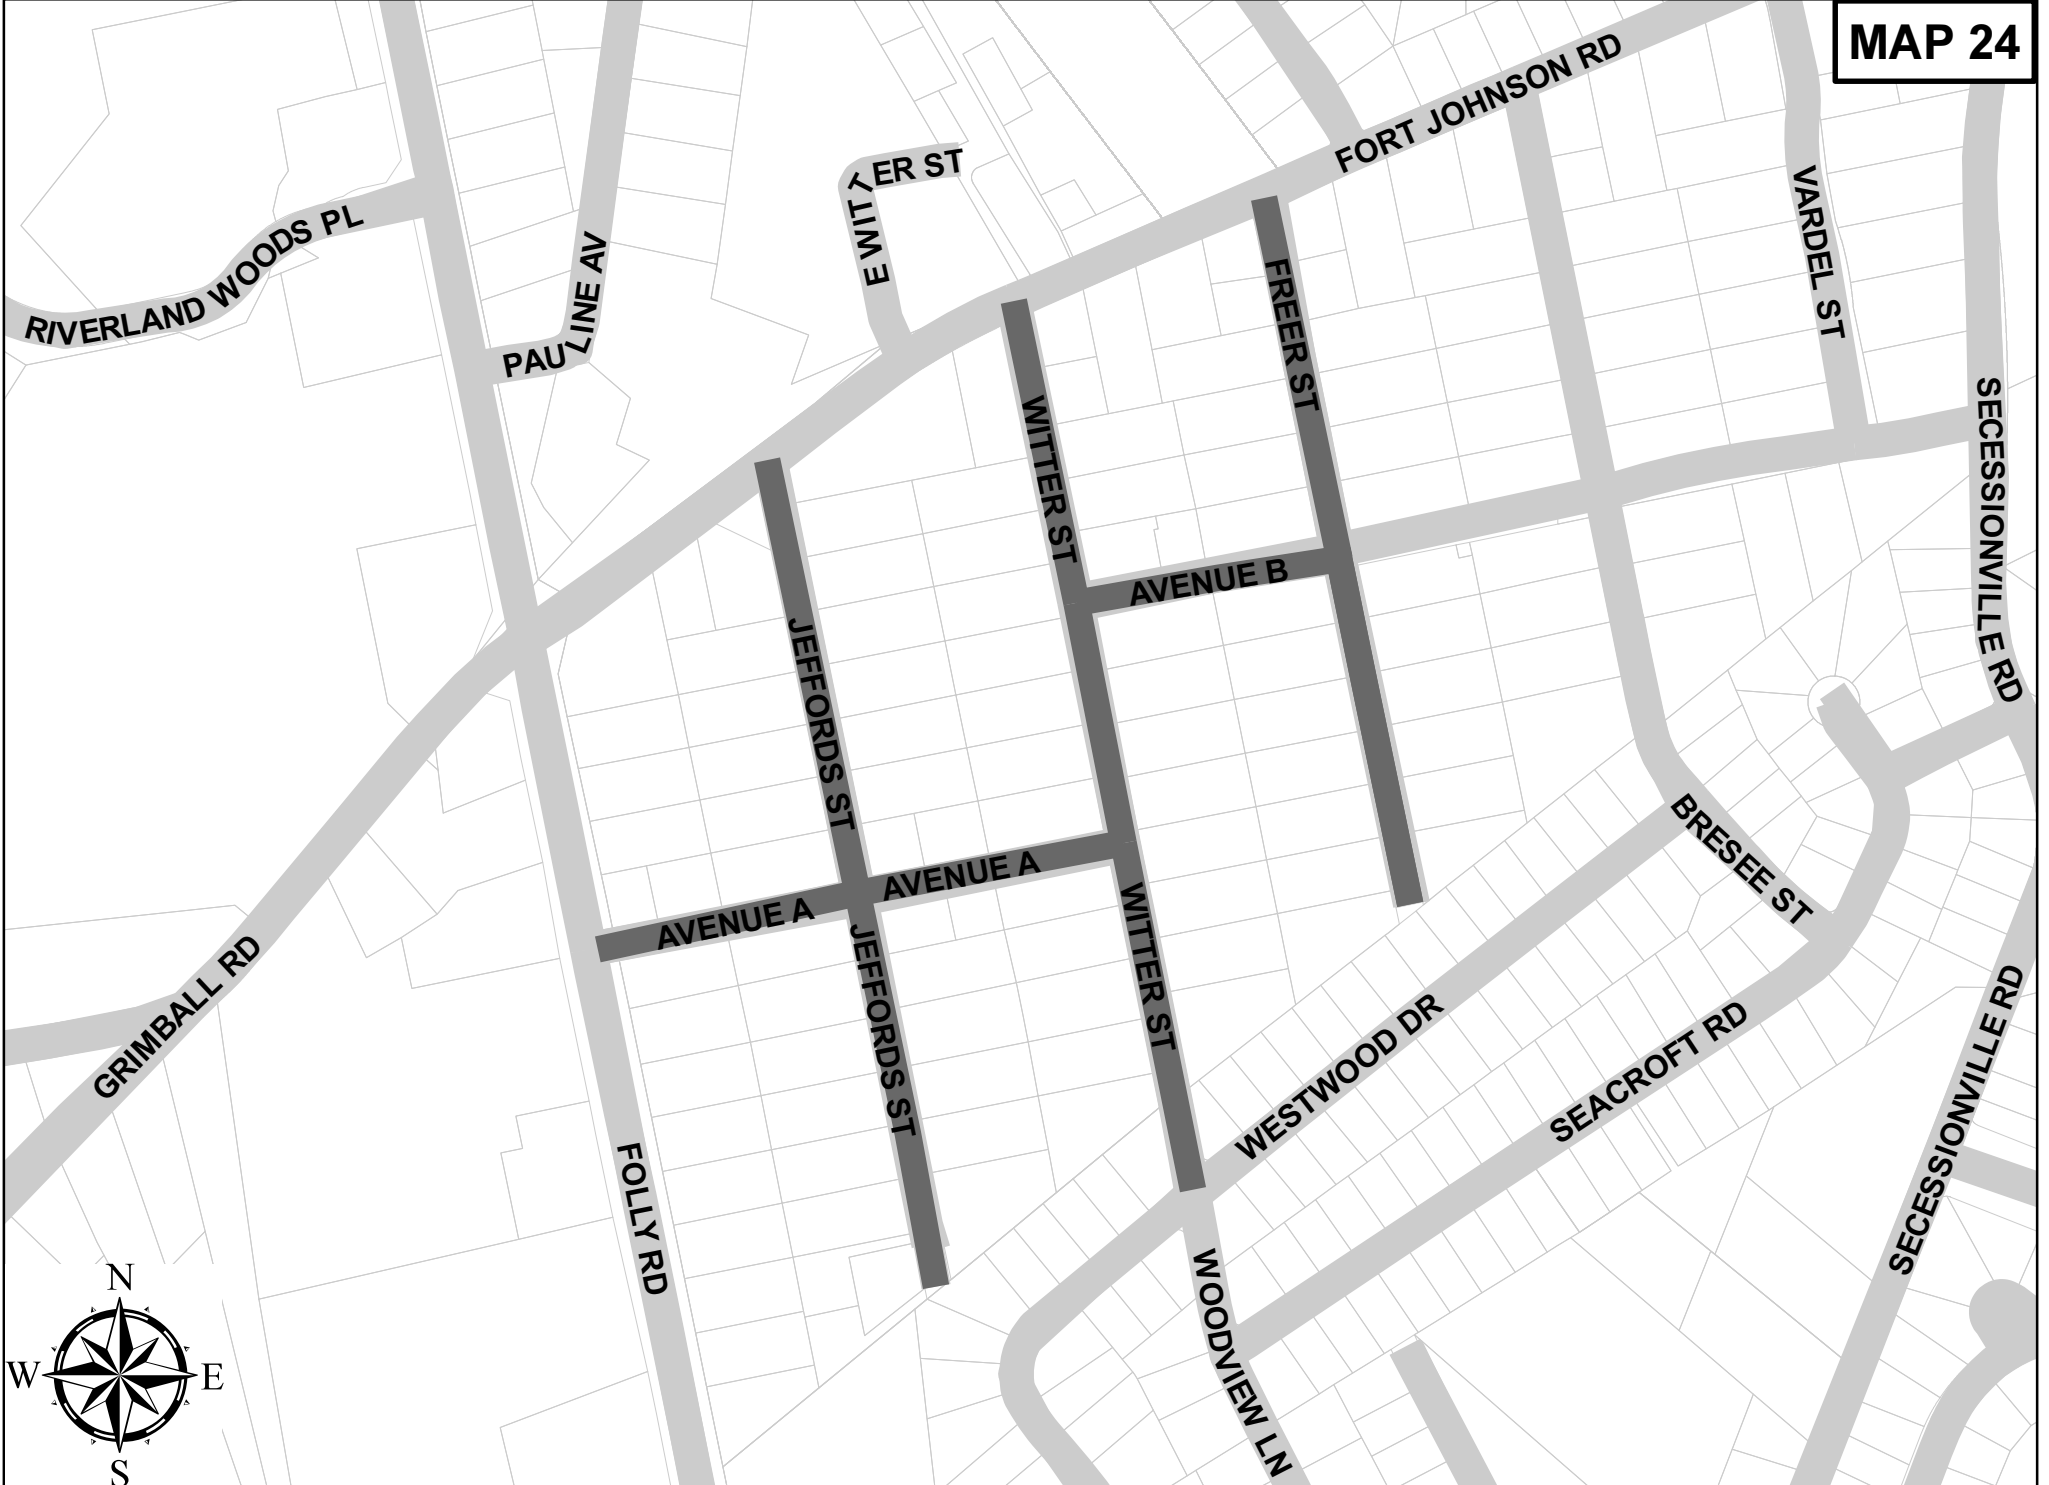 MAP 24
FORT JOHNSON RD
E WITTER ST
RIVERLAND WOODS PL
PAULINE AV
VARDEL ST
FREER ST
WITTER ST
SECESSIONVILLE RD
AVENUE B
JEFFORDS ST
BRESEE ST
AVENUE A
AVENUE A
WITTER ST
JEFFORDS ST
GRIMBALL RD
WESTWOOD DR
SEACROFT RD
SECESSIONVILLE RD
FOLLY RD
WOODVIEW LN
N
W E
S